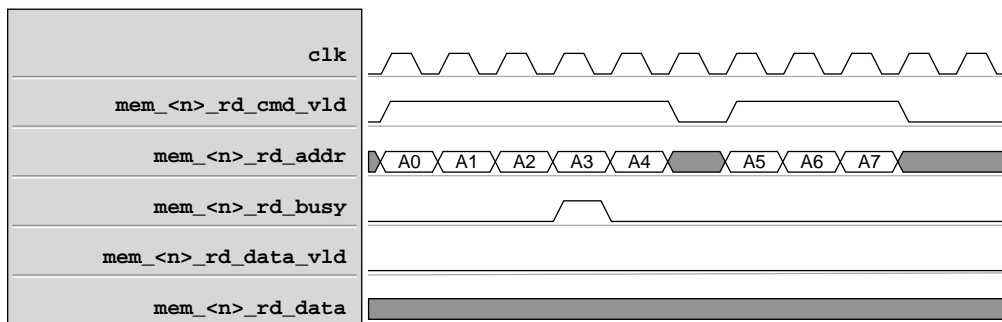 clk
mem_<n>_rd_cmd_vld
mem_<n>_rd_addr A0 A1 A2 A3 A4 A5 A6 A7
mem_<n>_rd_busy
mem_<n>_rd_data_vld
mem_<n>_rd_data